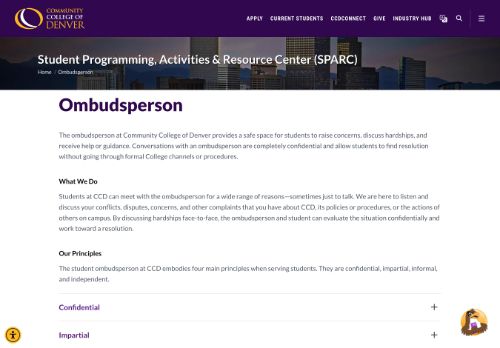 COMMUNITY
COLLEGE OF
DENVER
APPLY CURRENT STUDENTS CCDCONNECT GIVE INDUSTRY HUB
Student Programming, Activities & Resource Center (SPARC)
Home / Ombudsperson
Ombudsperson
The ombudsperson at Community College of Denver provides a safe space for students to raise concerns, discuss hardships, and
receive help or guidance. Conversations with an ombudsperson are completely confidential and allow students to find resolution
without going through formal College channels or procedures.
What We Do
Students at CCD can meet with the ombudsperson for a wide range of reasons—sometimes just to talk. We are here to listen and
discuss your conflicts, disputes, concerns, and other complaints that you have about CCD, its policies or procedures, or the actions of
others on campus. By discussing hardships face-to-face, the ombudsperson and student can evaluate the situation confidentially and
work toward a resolution.
Our Principles
The student ombudsperson at CCD embodies four main principles when serving students. They are confidential, impartial, informal,
and independent.
Confidential +
Impartial +